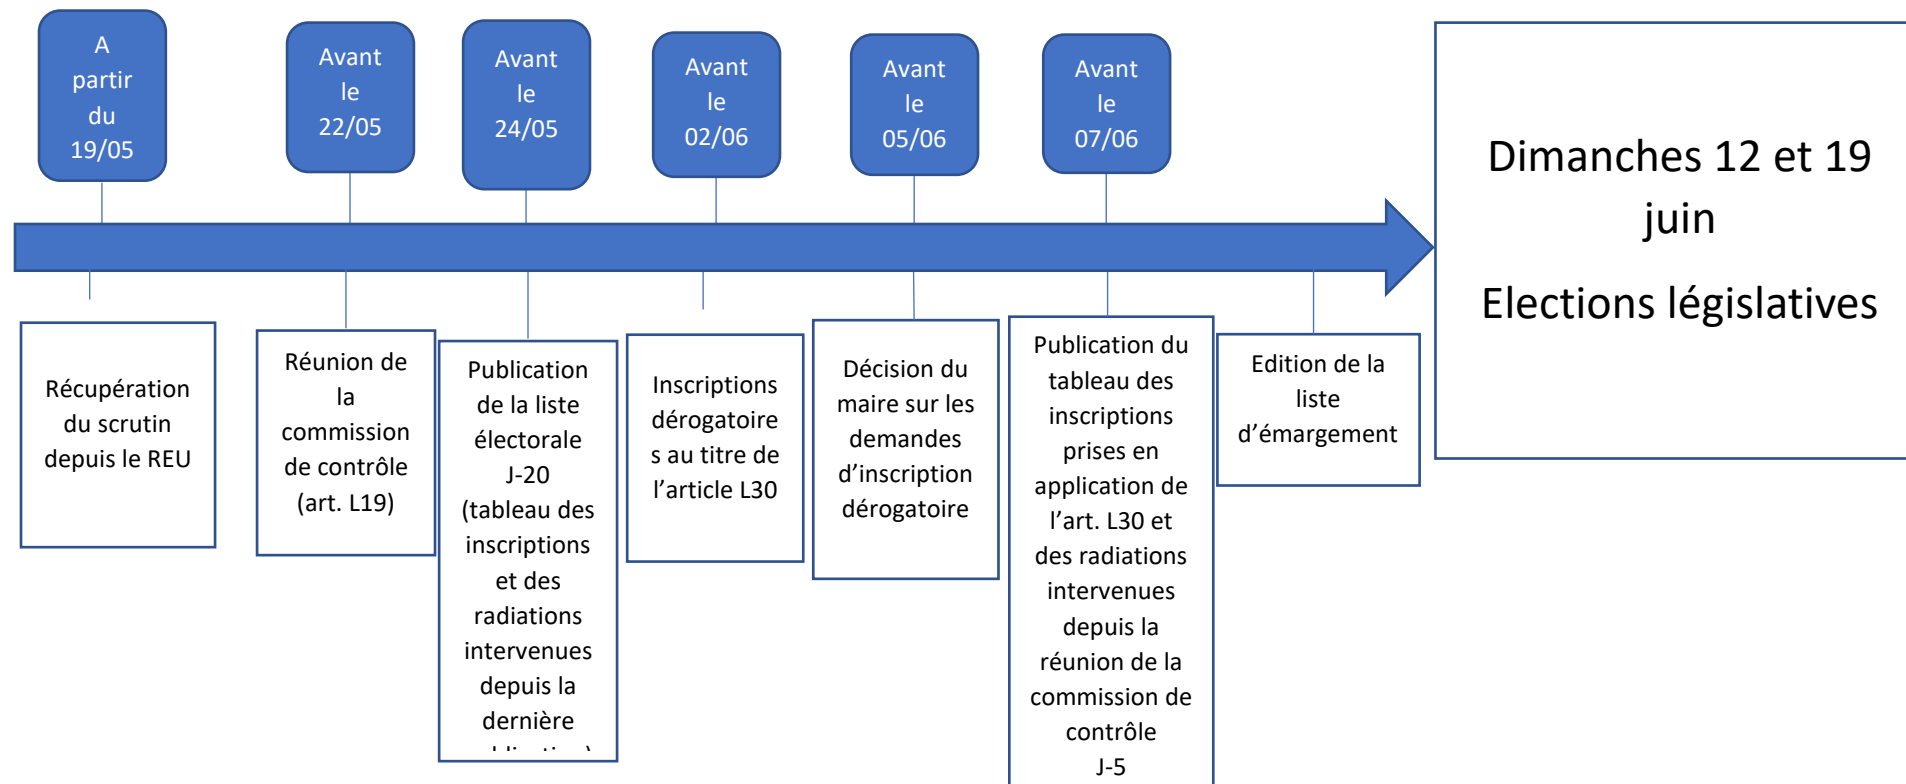 A
partir
du
19/05
Avant
le
22/05
Avant
le
24/05
Avant
le
02/06
Avant
le
05/06
Avant
le
07/06
Dimanches 12 et 19
juin
Elections législatives
Récupération
du scrutin
depuis le REU
Réunion de
la
commission
de contrôle
(art. L19)
Publication
de la liste
électorale
J-20
(tableau des
inscriptions
et des
radiations
intervenues
depuis la
dernière
Inscriptions
dérogatoire
s au titre de
l’article L30
Décision du
maire sur les
demandes
d’inscription
dérogatoire
Publication du
tableau des
inscriptions
prises en
application de
l’art. L30 et
des radiations
intervenues
depuis la
réunion de la
commission de
contrôle
J-5
Edition de la
liste
d’émargement